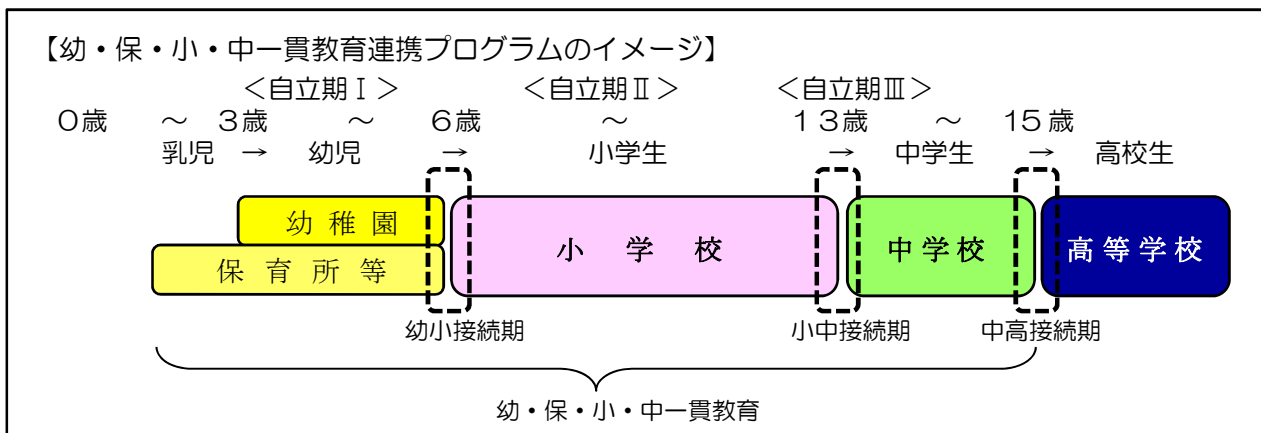 【幼・保・小・中一貫教育連携プログラムのイメージ】
＜自立期Ⅰ＞ ＜自立期Ⅱ＞ ＜自立期Ⅲ＞
０歳 ～ ３歳 ～ ６歳 ～ １３歳 ～ 15歳
乳児 → 幼児 → 小学生 → 中学生 → 高校生
幼稚園
保育所等
小学校
中学校
高等学校
幼小接続期 小中接続期 中高接続期
幼・保・小・中一貫教育